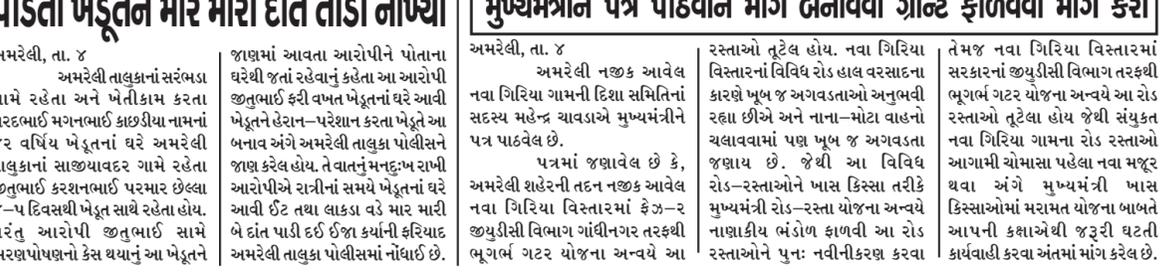 ખેડૂતને માર મારી દાંત તોડી નાખ્યા
અમરેલી, તા. ૪
અમરેલી તાલુકાનાં સરંભડા
ગામે રહેતા અને ખેતીકામ કરતા
મગનભાઈ કાછડીયા નામનાં
વર્ષિય ખેડૂતનાં ઘરે અમરેલી
તાલુકાનાં સાજીયાવદર ગામે રહેતા
જીતુભાઈ કરશનભાઈ પરમાર છેલ્લા
૪–૫ દિવસથી ખેડૂત સાથે રહેતા હોય.
પરંતુ આરોપી જીતુભાઈ સામે
ભરણપોષણનો કેસ થયાનું આ ખેડૂતને
જાણમાં આવતા આરોપીને પોતાના
ઘરેથી જતાં રહેવાનું કહેતા આ આરોપી
જીતુભાઈ ફરી વખત ખેડૂતનાં ઘરે આવી
ખેડૂતને હેરાન–પરેશાન કરતા ખેડૂતે આ
બનાવ અંગે અમરેલી તાલુકા પોલીસને
જાણ કરેલ હોય. તે વાતનું મનદુઃખ રાખી
આરોપીએ રાત્રીનાં સમયે ખેડૂતનાં ઘરે
આવી ઈંટ તથા લાકડા વડે માર મારી
બે દાંત પાડી દઈ ઈજા કર્યાની ફરિયાદ
અમરેલી તાલુકા પોલીસમાં નોંધાઈ છે.
મુખ્યમંત્રીને પત્ર પાઠવીને માર્ગ બનાવવા ગ્રાન્ટ ફાળવવા માંગ કરી
અમરેલી, તા. ૪
અમરેલી નજીક આવેલ
નવા ગિરિયા ગામની દિશા સમિતિનાં
સદસ્ય મહેન્દ્ર ચાવડાએ મુખ્યમંત્રીને
પત્ર પાઠવેલ છે.
પત્રમાં જણાવેલ છે કે,
અમરેલી શહેરની તદન નજીક આવેલ
નવા ગિરિયા વિસ્તારમાં ફેઝ–ર
જીયુડીસી વિભાગ ગાંધીનગર તરફથી
ભૂગર્ભ ગટર યોજના અન્વયે આ
રસ્તાઓ તૂટેલ હોય. નવા ગિરિયા
વિસ્તારનાં વિવિધ રોડ હાલ વરસાદના
કારણે ખૂબ જ અગવડતાઓ અનુભવી
રહ્યા છીએ અને નાના–મોટા વાહનો
ચલાવવામાં પણ ખૂબ જ અગવડતા
જણાય છે. જેથી આ વિવિધ
રોડ–રસ્તાઓને ખાસ કિસ્સા તરીકે
મુખ્યમંત્રી રોડ–રસ્તા યોજના અન્વયે
નાણાકીય ભંડોળ ફાળવી આ રોડ
રસ્તાઓને પુનઃ નવીનીકરણ કરવા
તેમજ નવા ગિરિયા વિસ્તારમાં
સરકારનાં જીયુડીસી વિભાગ તરફથી
ભૂગર્ભ ગટર યોજના અન્વયે આ રોડ
રસ્તાઓ તૂટેલા હોય જેથી સંયુકત
નવા ગિરિયા ગામના રોડ રસ્તાઓ
આગામી ચોમાસા પહેલા નવા મજૂર
થવા અંગે મુખ્યમંત્રી ખાસ
કિસ્સાઓમાં મરામત યોજના બાબતે
આપની કક્ષાએથી જરૂરી ઘટતી
કાર્યવાહી કરવા અંતમાં માંગ કરેલ છે.